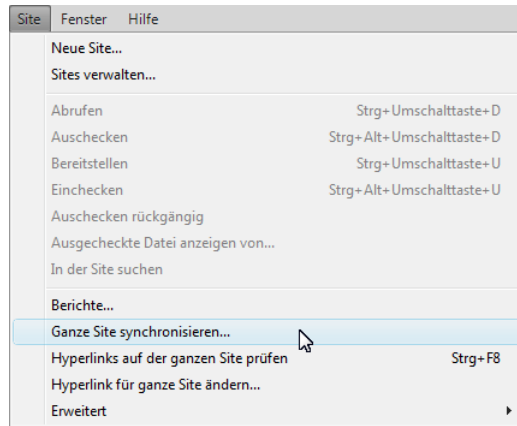 Site Fenster Hilfe
Neue Site...
Sites verwalten...
Abrufen Strg+Umschalttaste+D
Auschecken Strg+Alt+Umschalttaste+D
Bereitstellen Strg+Umschalttaste+U
Einchecken Strg+Alt+Umschalttaste+U
Auschecken rückgängig
Ausgecheckte Datei anzeigen von...
In der Site suchen
Berichte...
Ganze Site synchronisieren...
Hyperlinks auf der ganzen Site prüfen Strg+F8
Hyperlink für ganze Site ändern...
Erweitert